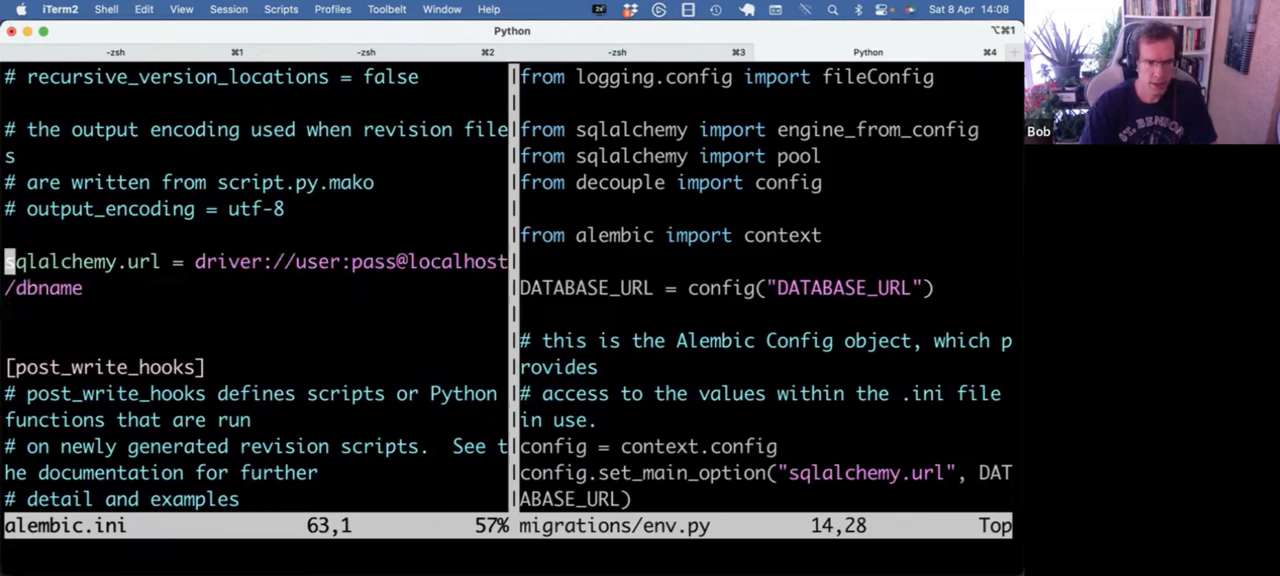 iTerm2 Shell Edit View Session Scripts Profiles Toolbelt Window Help Sat 8 Apr 14:08
Python ⌥⌘1
-zsh ⌘1 -zsh ⌘2 -zsh ⌘3 Python ⌘4
# recursive_version_locations = false
# the output encoding used when revision file
s
# are written from script.py.mako
# output_encoding = utf-8
sqlalchemy.url = driver://user:pass@localhost
/dbname
[post_write_hooks]
# post_write_hooks defines scripts or Python
functions that are run
# on newly generated revision scripts.  See t
he documentation for further
# detail and examples
alembic.ini 63,1 57%
from logging.config import fileConfig
from sqlalchemy import engine_from_config
from sqlalchemy import pool
from decouple import config
from alembic import context
DATABASE_URL = config("DATABASE_URL")
# this is the Alembic Config object, which p
rovides
# access to the values within the .ini file
in use.
config = context.config
config.set_main_option("sqlalchemy.url", DAT
ABASE_URL)
migrations/env.py 14,28 Top
Bob
ST. BENE